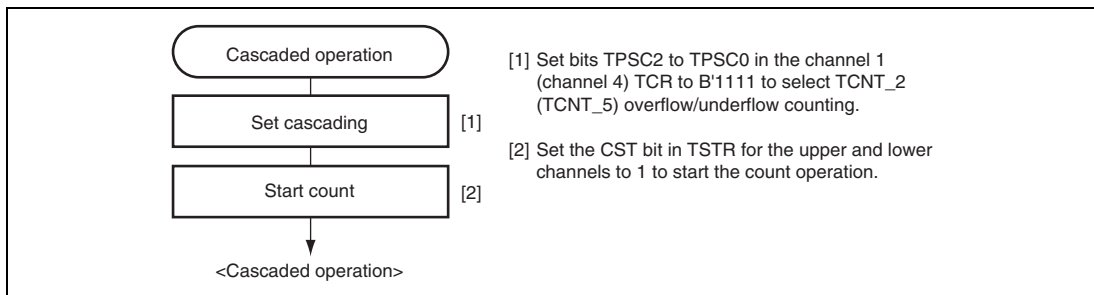 Cascaded operation
Set cascading
[1]
Start count
[2]
<Cascaded operation>
[1] Set bits TPSC2 to TPSC0 in the channel 1
(channel 4) TCR to B'1111 to select TCNT_2
(TCNT_5) overflow/underflow counting.
[2] Set the CST bit in TSTR for the upper and lower
channels to 1 to start the count operation.